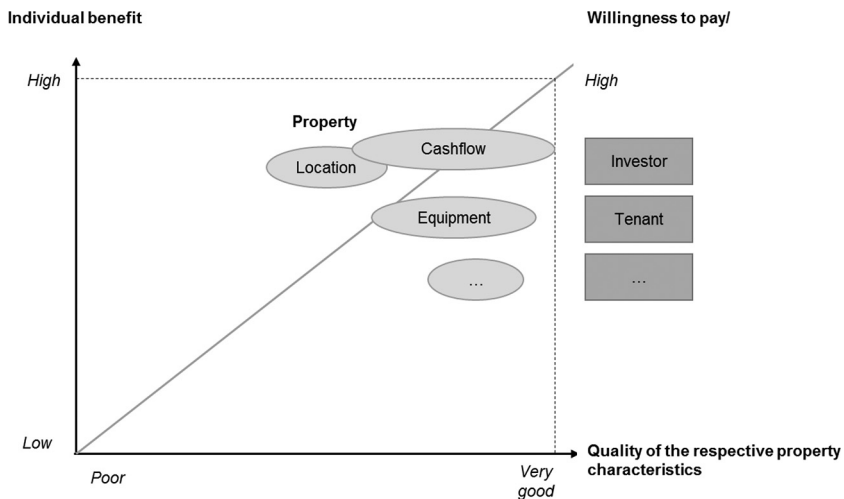 Individual benefit
Willingness to pay/
High
High
Property
Cashflow
Location
Investor
Equipment
Tenant
...
...
Low
Quality of the respective property
characteristics
Poor
Very
good